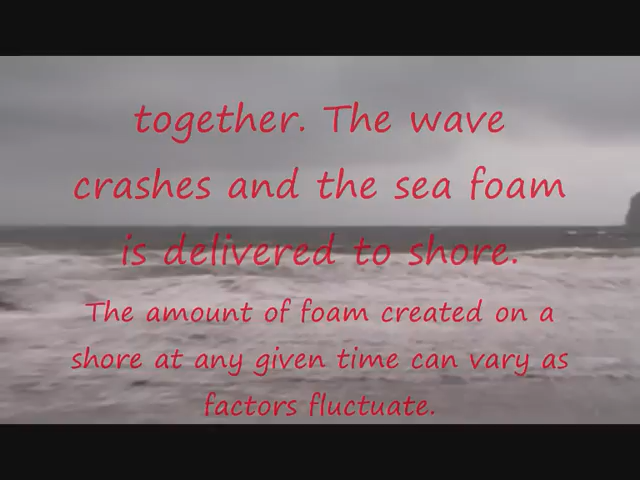 together. The wave
crashes and the sea foam
is delivered to shore.
The amount of foam created on a
shore at any given time can vary as
factors fluctuate.